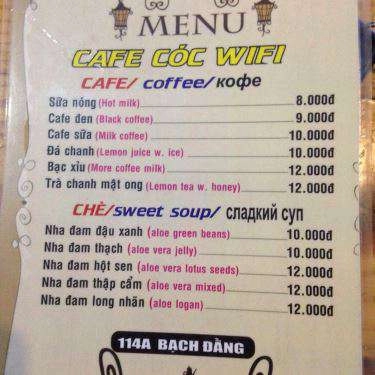 MENU
CAFE CÓC WIFI
CAFE/ coffee/ кофе
Sữa nóng (Hot milk) 8.000đ
Cafe đen (Black coffee) 9.000đ
Cafe sữa (Milk coffee) 10.000đ
Đá chanh (Lemon juice w. ice) 10.000đ
Bạc xỉu (More coffee milk) 12.000đ
Trà chanh mật ong (Lemon tea w. honey) 12.000đ
CHÈ/sweet soup/ сладкий суп
Nha đam đậu xanh (aloe green beans) 10.000đ
Nha đam thạch (aloe vera jelly) 10.000đ
Nha đam hột sen (aloe vera lotus seeds) 12.000đ
Nha đam thập cẩm (aloe vera mixed) 12.000đ
Nha đam long nhãn (aloe logan) 12.000đ
114A BẠCH ĐẰNG